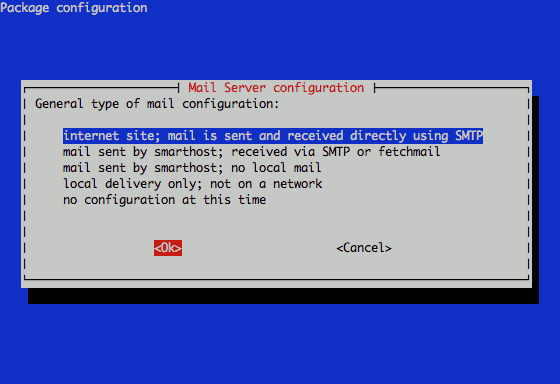 Package configuration
Mail Server configuration
General type of mail configuration:
internet site; mail is sent and received directly using SMTP
mail sent by smarthost; received via SMTP or fetchmail
mail sent by smarthost; no local mail
local delivery only; not on a network
no configuration at this time
<Ok> <Cancel>